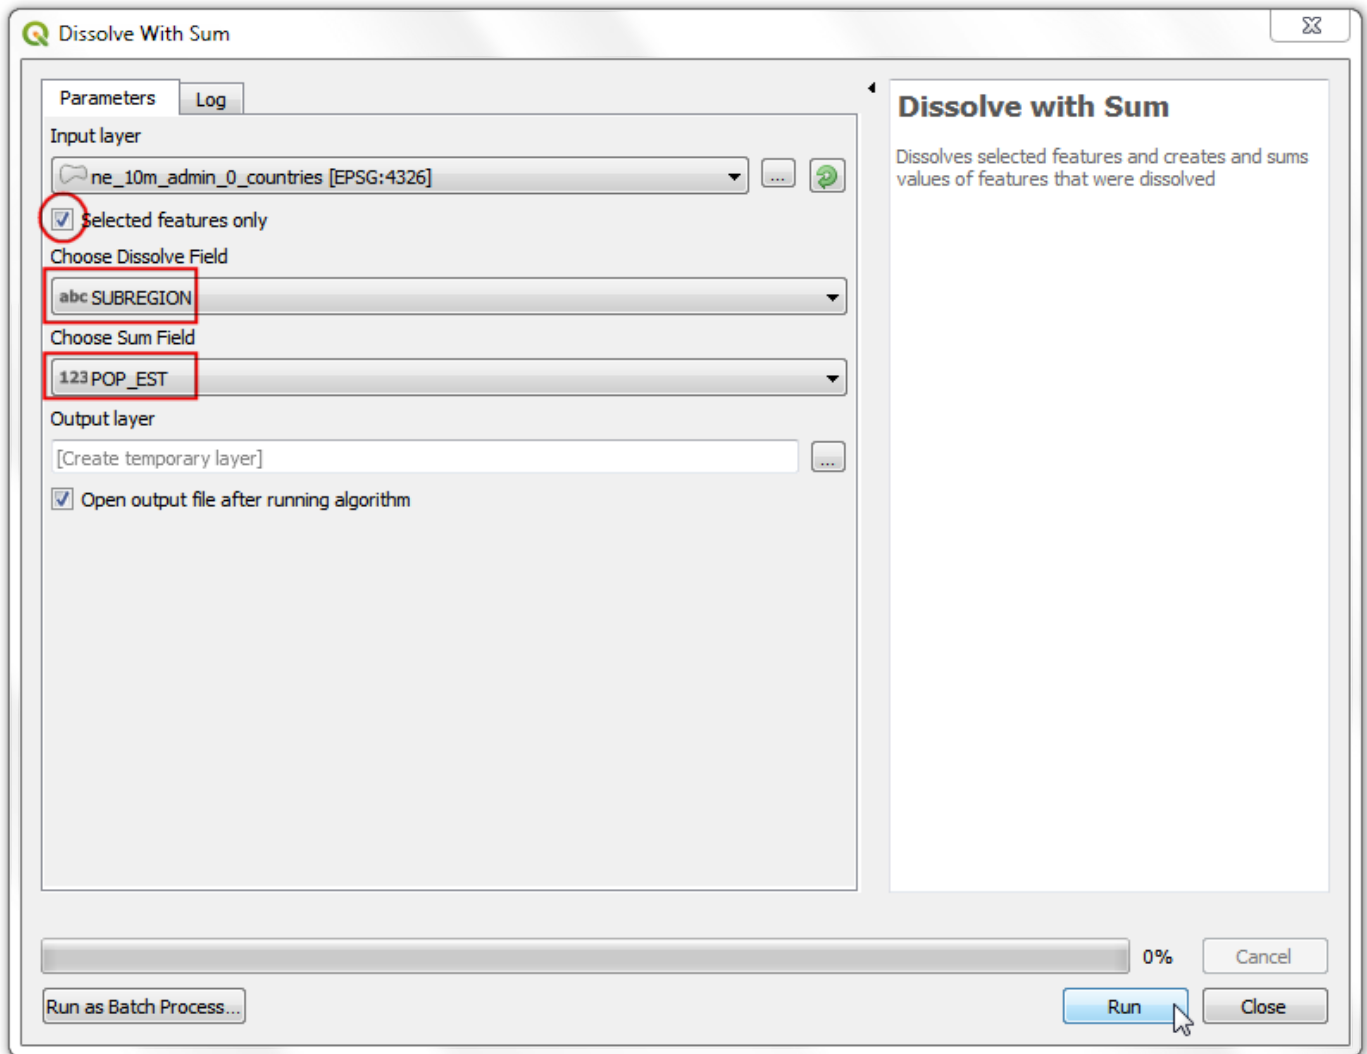 Dissolve With Sum
Parameters
Log
Input layer
ne_10m_admin_0_countries [EPSG:4326]
...
Selected features only
Choose Dissolve Field
abc SUBREGION
Choose Sum Field
123 POP_EST
Output layer
[Create temporary layer]
...
Open output file after running algorithm
Dissolve with Sum
Dissolves selected features and creates and sums
values of features that were dissolved
0%
Cancel
Run as Batch Process...
Run
Close